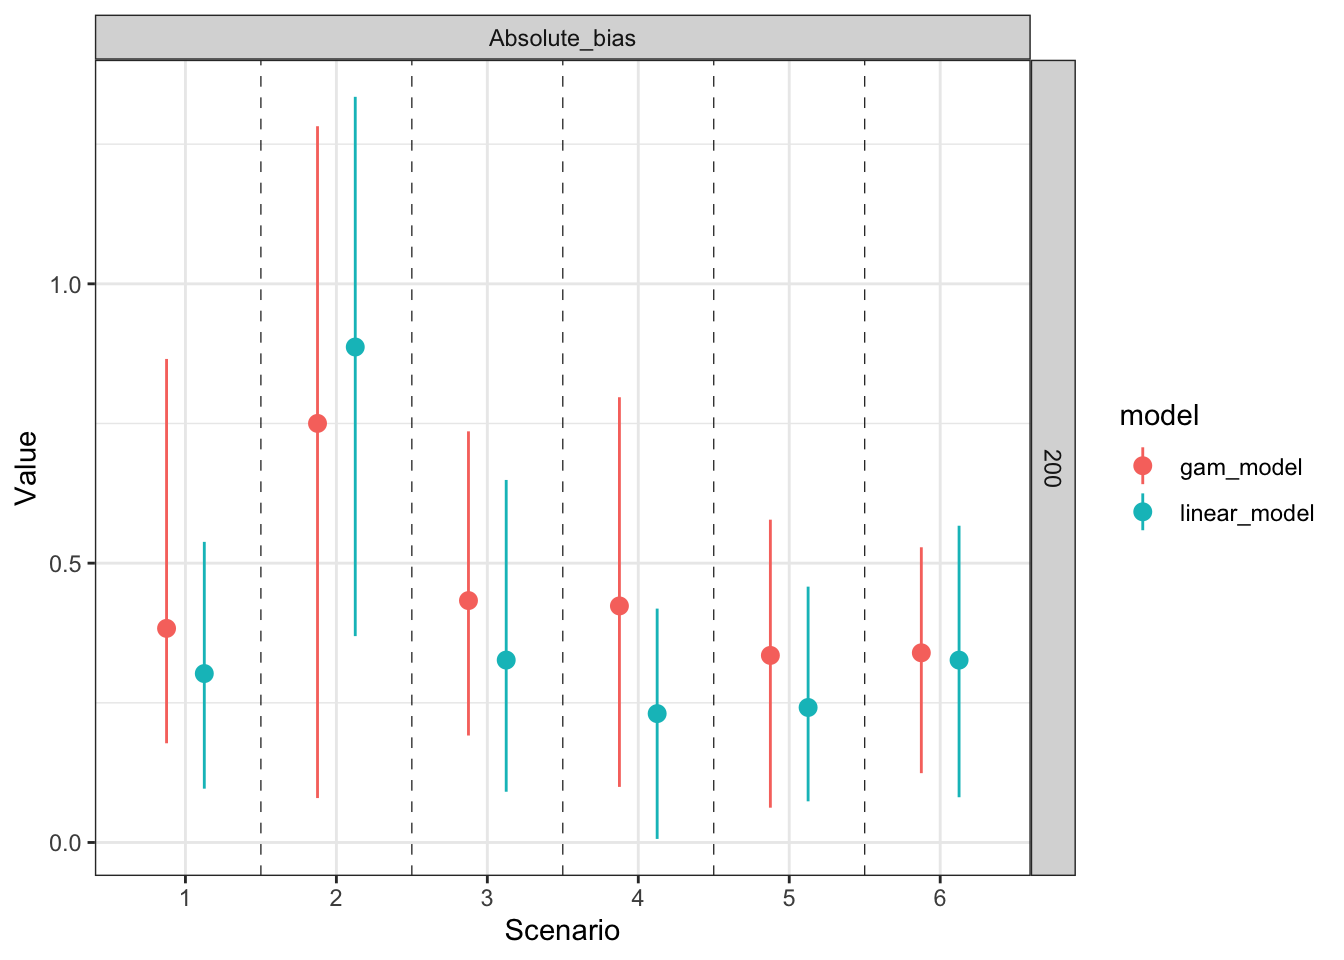 Absolute_bias
200
Value
1.0
0.5
0.0
1 2 3 4 5 6
Scenario
model
gam_model
linear_model